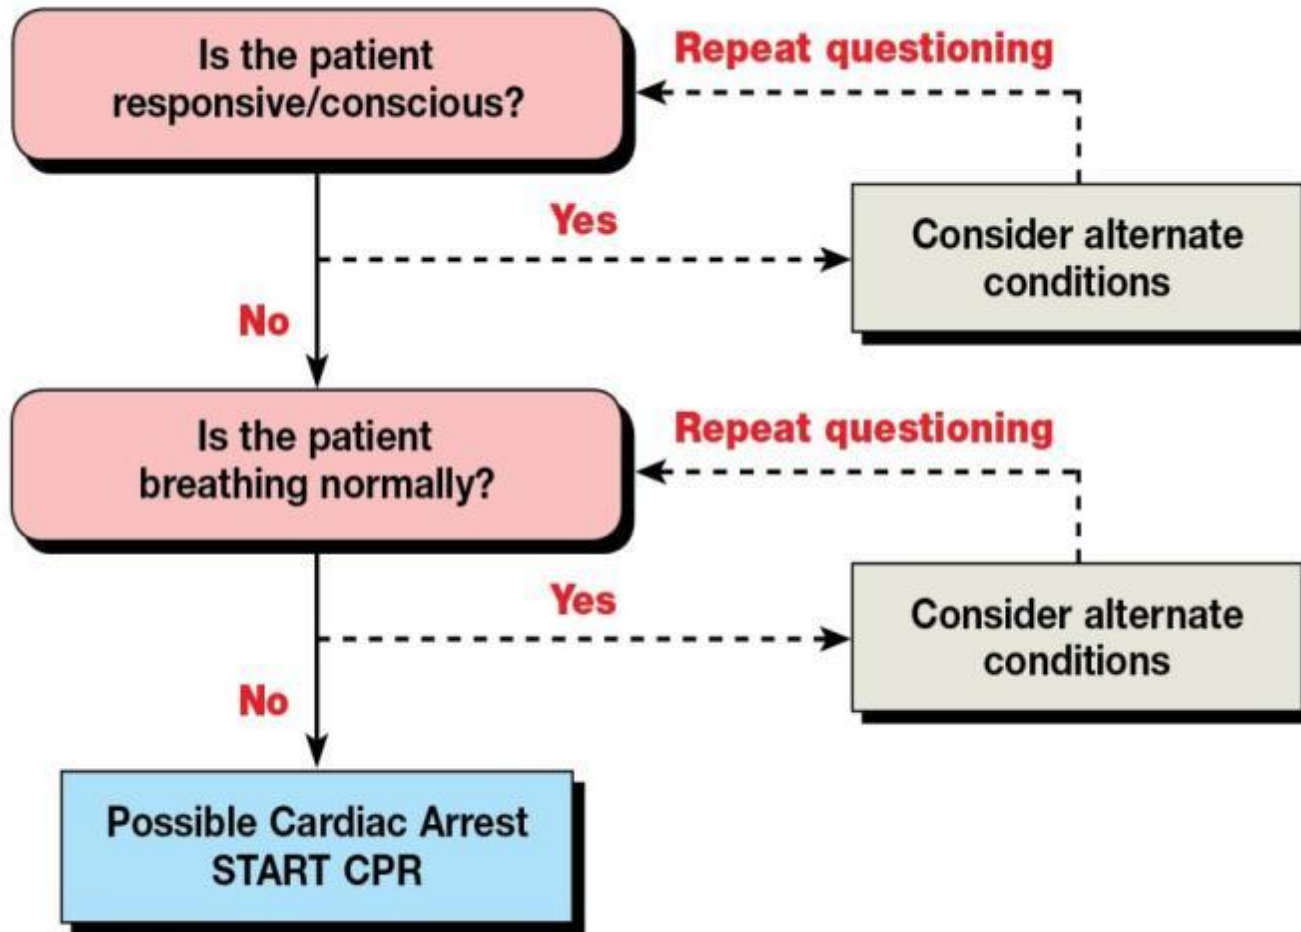 Is the patient
responsive/conscious?
Repeat questioning
Yes
Consider alternate
conditions
No
Is the patient
breathing normally?
Repeat questioning
Yes
Consider alternate
conditions
No
Possible Cardiac Arrest
START CPR